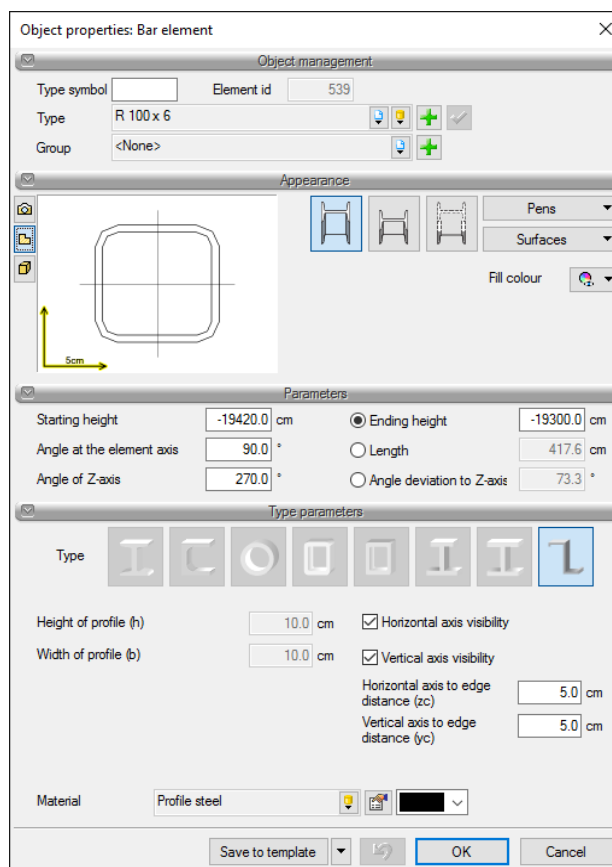 Object properties: Bar element
Object management
Type symbol Element id 539
Type R 100 x 6
Group <None>
Appearance
Pens
Surfaces
Fill colour
5cm
Parameters
Starting height -19420.0 cm Ending height -19300.0 cm
Angle at the element axis 90.0 ° Length 417.6 cm
Angle of Z-axis 270.0 ° Angle deviation to Z-axis 73.3 °
Type parameters
Type
Height of profile (h) 10.0 cm Horizontal axis visibility
Width of profile (b) 10.0 cm Vertical axis visibility
Horizontal axis to edge
distance (zc) 5.0 cm
Vertical axis to edge
distance (yc) 5.0 cm
Material Profile steel
Save to template OK Cancel